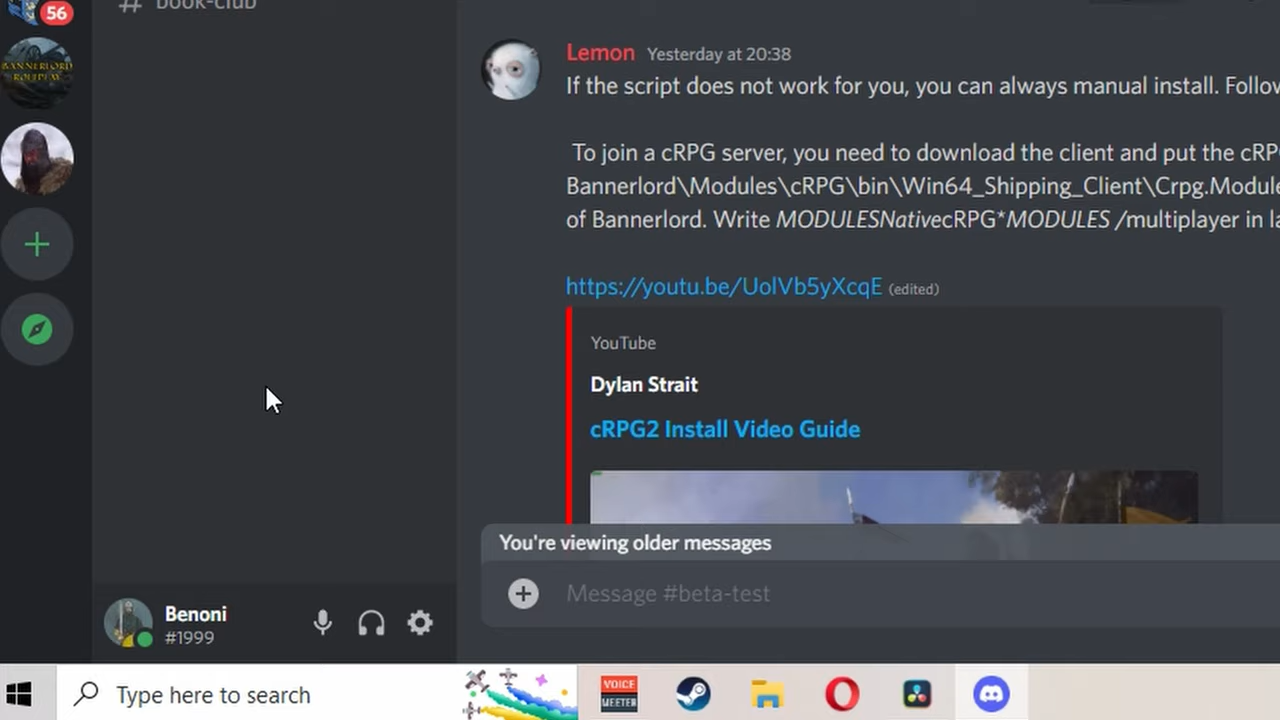 56
# book-club
BANNERLORD
ROLEPLAY
Lemon Yesterday at 20:38
If the script does not work for you, you can always manual install. Follow
To join a cRPG server, you need to download the client and put the cRPG
Bannerlord\Modules\cRPG\bin\Win64_Shipping_Client\Crpg.Module
of Bannerlord. Write MODULESNativecRPG*MODULES /multiplayer in la
https://youtu.be/UolVb5yXcqE (edited)
YouTube
Dylan Strait
cRPG2 Install Video Guide
You're viewing older messages
Message #beta-test
Benoni
#1999
Type here to search
VOICE
MEETER